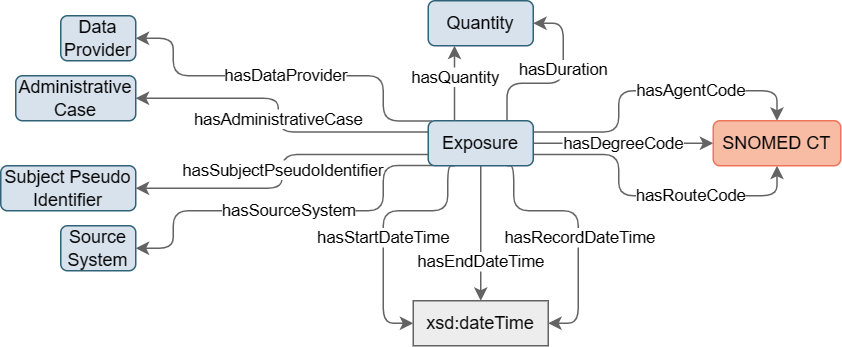 Data
Provider
Quantity
hasDataProvider
hasQuantity
hasDuration
Administrative
Case
hasAdministrativeCase
hasAgentCode
Exposure
hasDegreeCode
SNOMED CT
Subject Pseudo
Identifier
hasSubjectPseudoIdentifier
hasRouteCode
Source
System
hasSourceSystem
hasStartDateTime
hasRecordDateTime
hasEndDateTime
xsd:dateTime